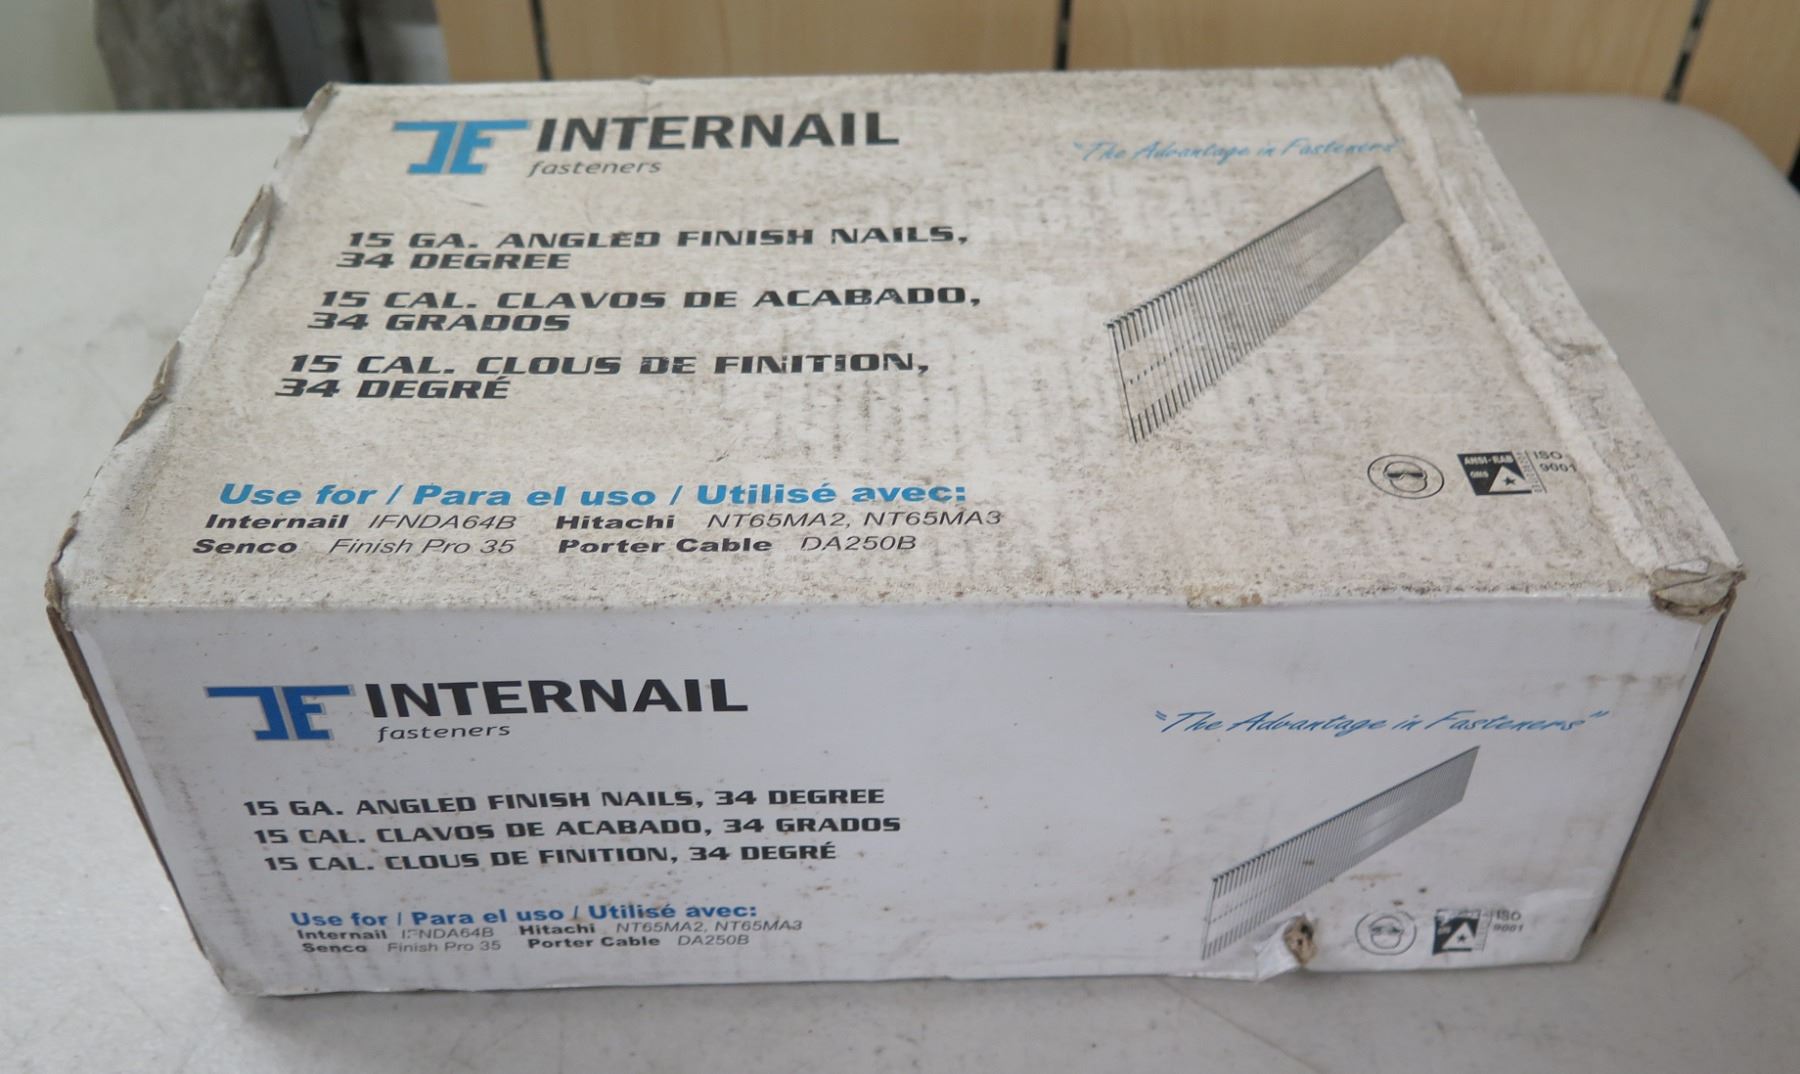 INTERNAIL
fasteners
"The Advantage in Fasteners"
15 GA. ANGLED FINISH NAILS,
34 DEGREE
15 CAL. CLAVOS DE ACABADO,
34 GRADOS
15 CAL. CLOUS DE FINITION,
34 DEGRÉ
Use for / Para el uso / Utilisé avec:
Internail IFNDA64B Hitachi NT65MA2, NT65MA3
Senco Finish Pro 35 Porter Cable DA250B
ANSI-RAB
QMS
ISO
9001
INTERNAIL
fasteners
"The Advantage in Fasteners"
15 GA. ANGLED FINISH NAILS, 34 DEGREE
15 CAL. CLAVOS DE ACABADO, 34 GRADOS
15 CAL. CLOUS DE FINITION, 34 DEGRÉ
Use for / Para el uso / Utilisé avec:
Internail IFNDA64B Hitachi NT65MA2, NT65MA3
Senco Finish Pro 35 Porter Cable DA250B
ISO
9001